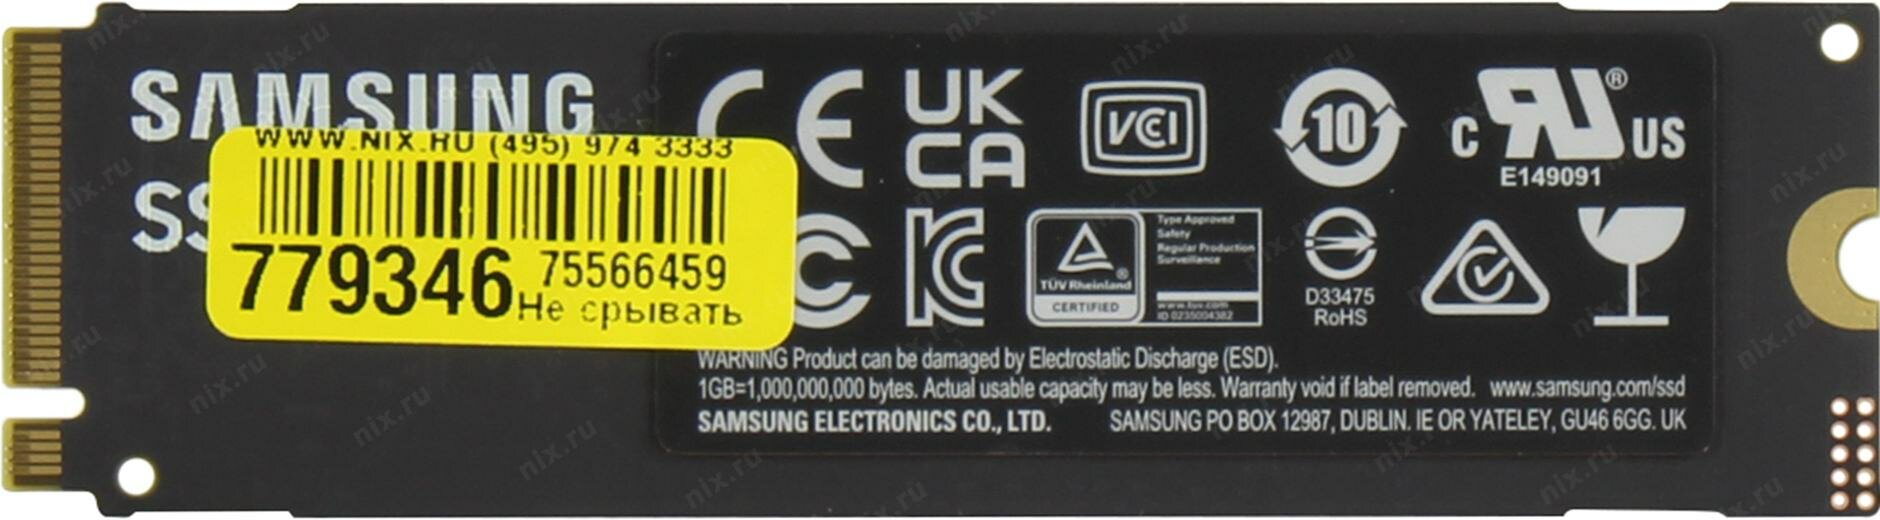 SAMSUNG
WWW.NIX.RU (495) 974 3333
779346 75566459
Не срывать
CE UK CA VCCI 10 C RU ® US
E149091
TÜV Rheinland ®
CERTIFIED
Type Approved
Safety
Regular Production
Surveillance
www.tuv.com
ID 0235004382
D33475
RoHS
WARNING Product can be damaged by Electrostatic Discharge (ESD).
1GB=1,000,000,000 bytes. Actual usable capacity may be less. Warranty void if label removed. www.samsung.com/ssd
SAMSUNG ELECTRONICS CO., LTD. SAMSUNG PO BOX 12987, DUBLIN. IE OR YATELEY, GU46 6GG. UK
nix.ru